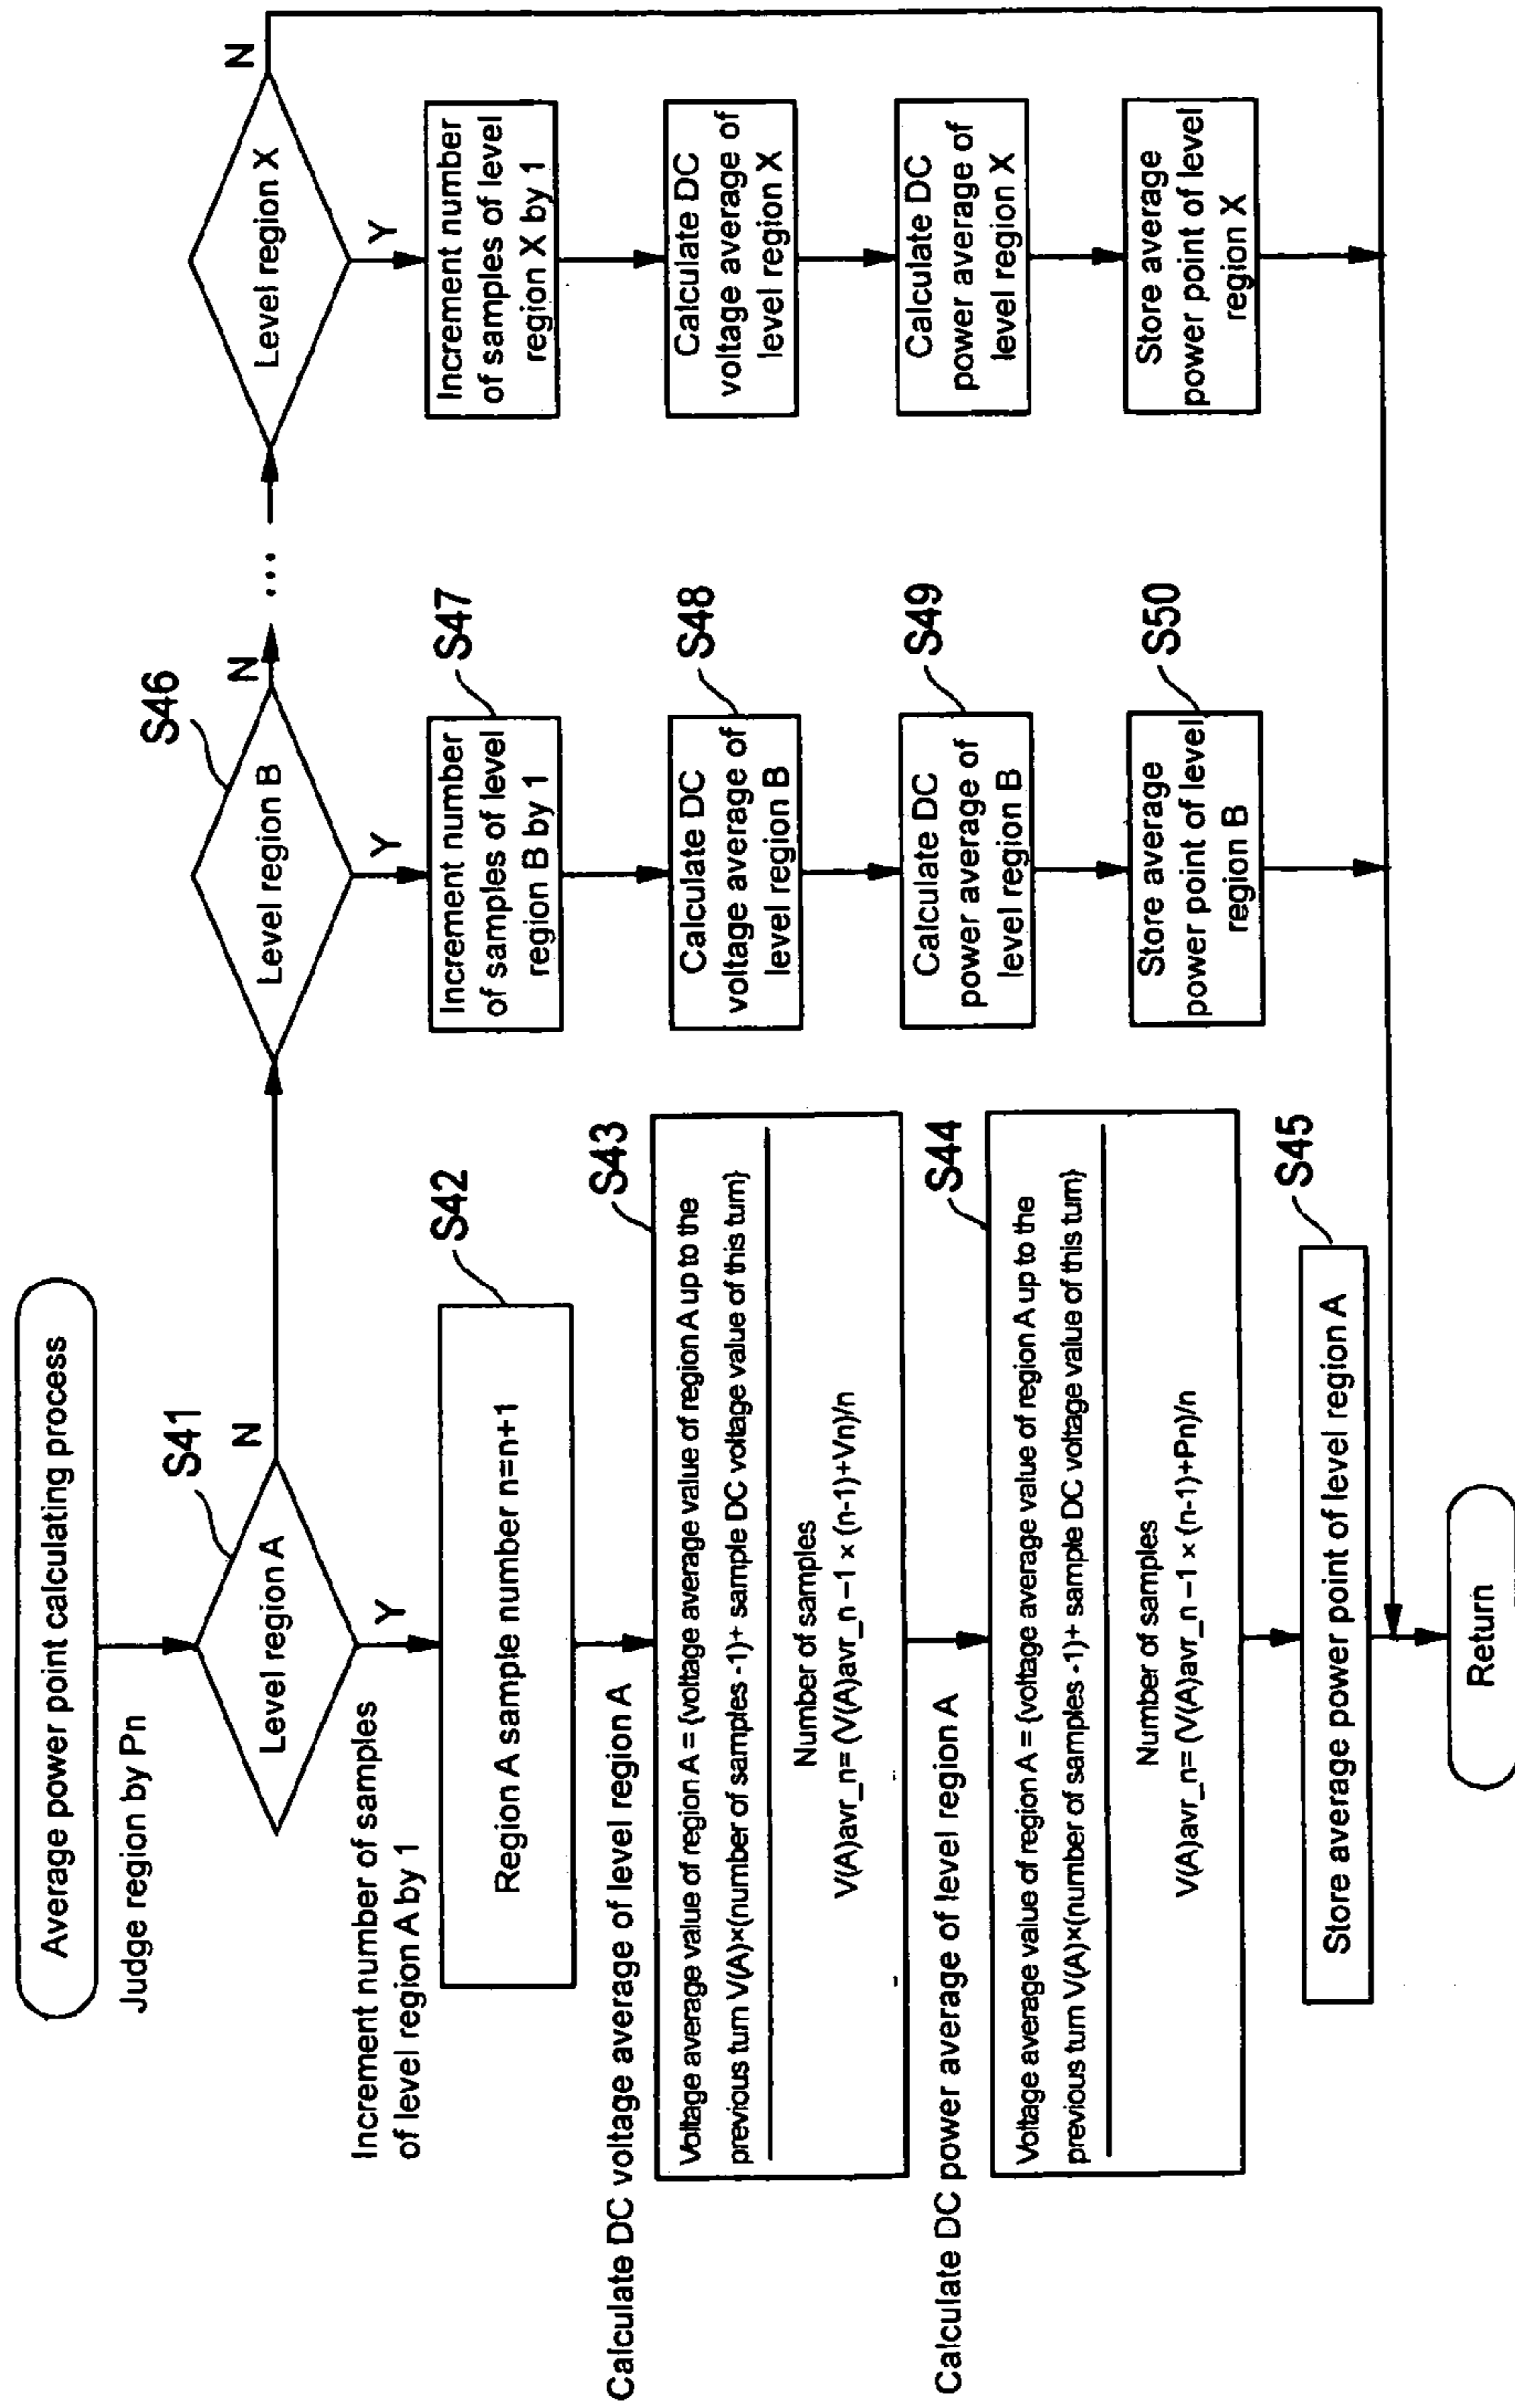 Average power point calculating process
Judge region by Pn
S41
Level region A
N
Y
Increment number of samples
of level region A by 1
S42
Region A sample number n=n+1
Calculate DC voltage average of level region A
S43
Voltage average value of region A = {voltage average value of region A up to the
previous turn V(A)×(number of samples -1)+ sample DC voltage value of this turn}
Number of samples
V(A)avr_n= (V(A)avr_n −1 × (n-1)+Vn)/n
Calculate DC power average of level region A
S44
Voltage average value of region A = {voltage average value of region A up to the
previous turn V(A)×(number of samples -1)+ sample DC voltage value of this turn}
Number of samples
V(A)avr_n= (V(A)avr_n −1 × (n-1)+Pn)/n
S45
Store average power point of level region A
Return
S46
Level region B
N
Y
S47
Increment number
of samples of level
region B by 1
S48
Calculate DC
voltage average of
level region B
S49
Calculate DC
power average of
level region B
S50
Store average
power point of level
region B
...
Level region X
N
Y
Increment number
of samples of level
region X by 1
Calculate DC
voltage average of
level region X
Calculate DC
power average of
level region X
Store average
power point of level
region X